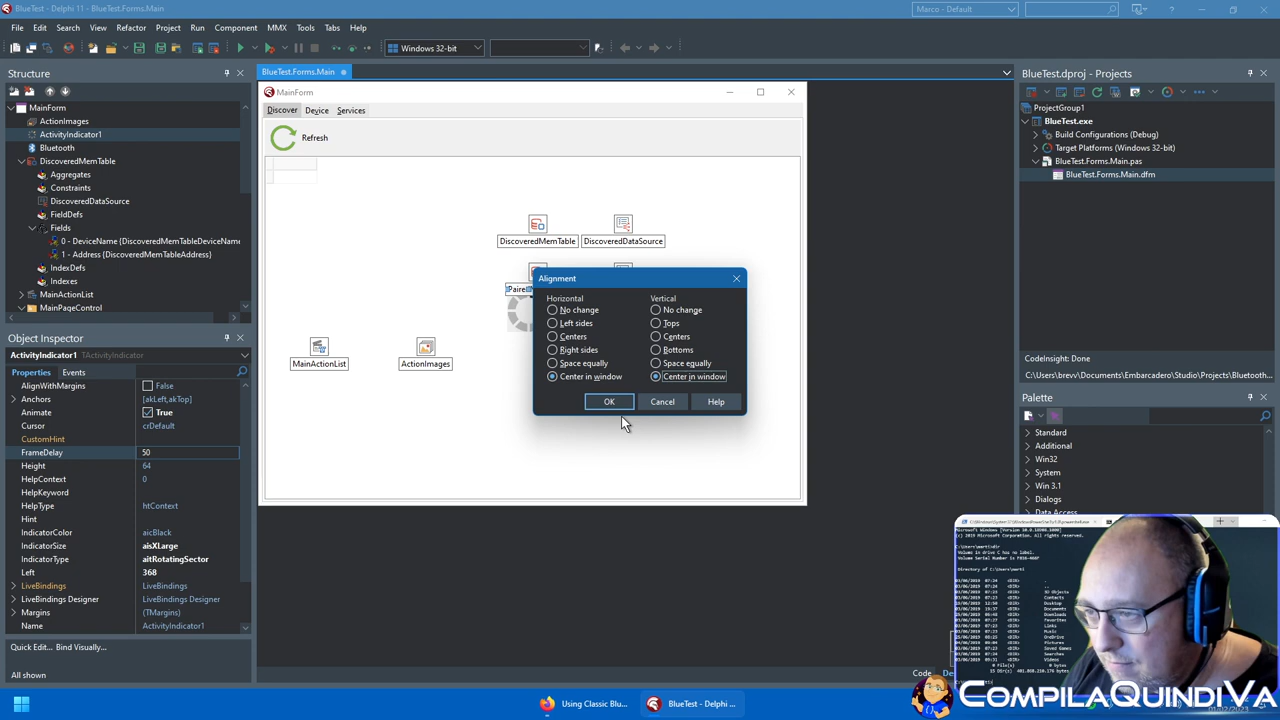 BlueTest - Delphi 11 - BlueTest.Forms.Main
Marco - Default
File Edit Search View Refactor Project Run Component MMX Tools Tabs Help
Windows 32-bit
Structure
MainForm
ActionImages
ActivityIndicator1
Bluetooth
DiscoveredMemTable
Aggregates
Constraints
DiscoveredDataSource
FieldDefs
Fields
0 - DeviceName {DiscoveredMemTableDeviceNam
1 - Address {DiscoveredMemTableAddress}
IndexDefs
Indexes
MainActionList
MainPageControl
Object Inspector
ActivityIndicator1 TActivityIndicator
Properties Events
AlignWithMargins False
Anchors [akLeft,akTop]
Animate True
Cursor crDefault
CustomHint
FrameDelay 50
Height 64
HelpContext 0
HelpKeyword
HelpType htContext
Hint
IndicatorColor aicBlack
IndicatorSize aisXLarge
IndicatorType aitRotatingSector
Left 368
LiveBindings LiveBindings
LiveBindings Designer LiveBindings Designer
Margins (TMargins)
Name ActivityIndicator1
Quick Edit... Bind Visually...
All shown
BlueTest.Forms.Main
MainForm
Discover Device Services
Refresh
DiscoveredMemTable DiscoveredDataSource
MainActionList ActionImages
Alignment
Horizontal Vertical
No change No change
Left sides Tops
Centers Centers
Right sides Bottoms
Space equally Space equally
Center in window Center in window
OK Cancel Help
Code
BlueTest.dproj - Projects
ProjectGroup1
BlueTest.exe
Build Configurations (Debug)
Target Platforms (Windows 32-bit)
BlueTest.Forms.Main.pas
BlueTest.Forms.Main.dfm
CodeInsight: Done
C:\Users\brevv\Documents\Embarcadero\Studio\Projects\Bluetooth...
Palette
Standard
Additional
Win32
System
Win 3.1
Dialogs
Data Access
Using Classic Blu...
BlueTest - Delphi ...
CompilaQuindiVa